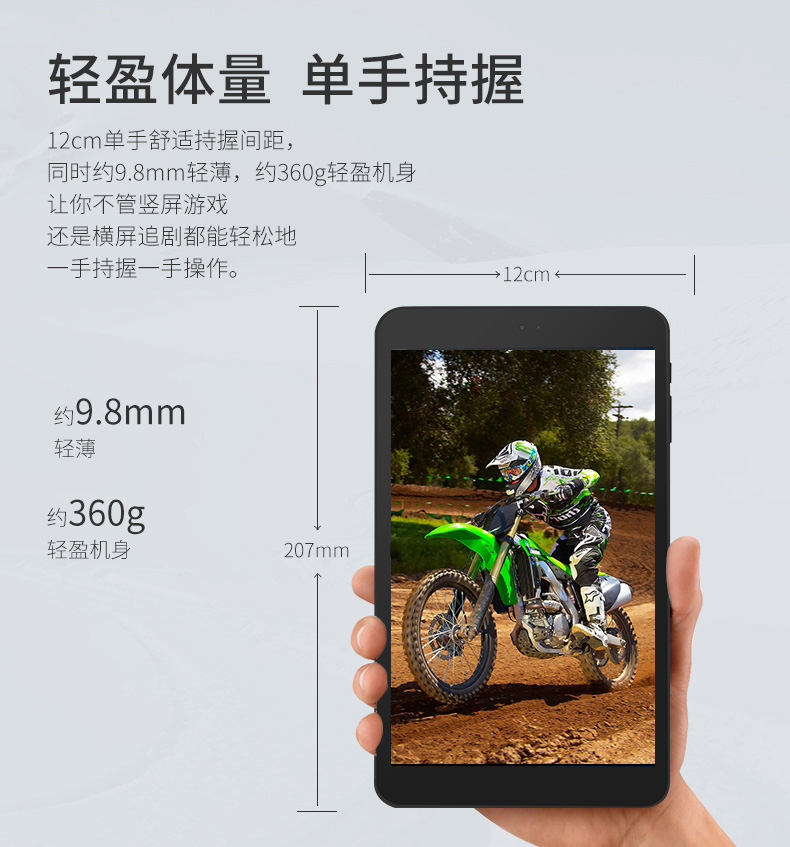 轻盈体量 单手持握
12cm单手舒适持握间距，
同时约9.8mm轻薄，约360g轻盈机身
让你不管竖屏游戏
还是横屏追剧都能轻松地
一手持握一手操作。
12cm
约9.8mm
轻薄
约360g
轻盈机身
207mm